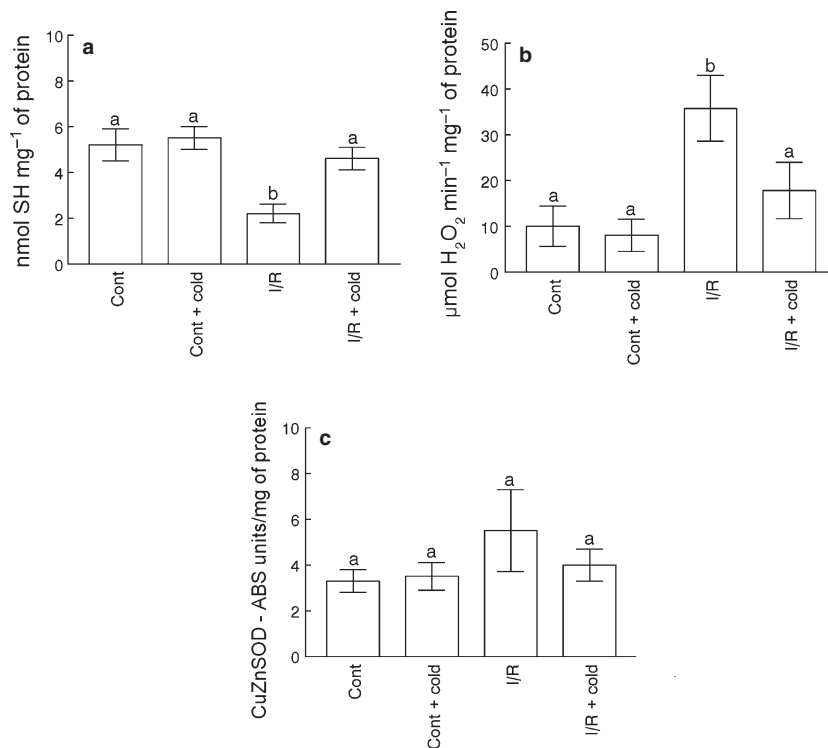 a
nmol SH mg⁻¹ of protein
10
8
6
4
2
0
a
a
b
a
Cont
Cont + cold
I/R
I/R + cold
b
µmol H₂O₂ min⁻¹ mg⁻¹ of protein
50
40
30
20
10
0
a
a
b
a
Cont
Cont + cold
I/R
I/R + cold
c
CuZnSOD - ABS units/mg of protein
10
8
6
4
2
0
a
a
a
a
Cont
Cont + cold
I/R
I/R + cold